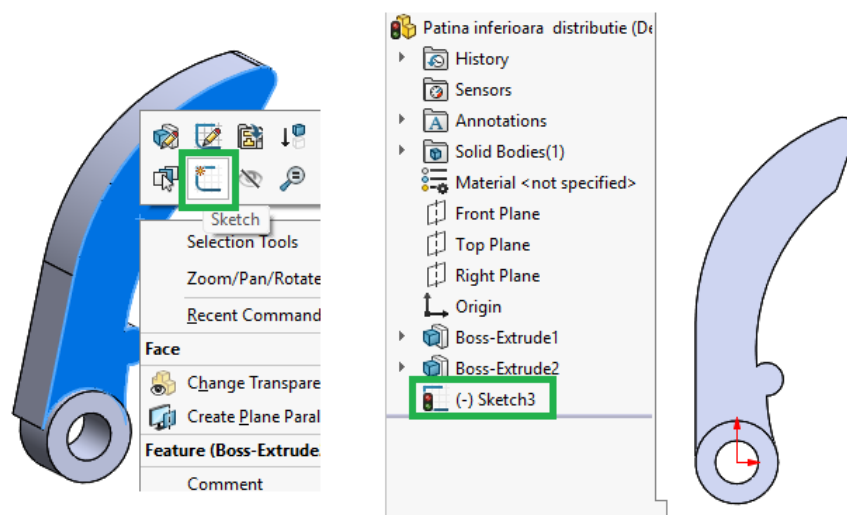 Sketch
Selection Tools
Zoom/Pan/Rotate
Recent Command
Face
Change Transpare
Create Plane Paral
Feature (Boss-Extrude.
Comment
Patina inferioara distributie (De
History
Sensors
Annotations
Solid Bodies(1)
Material <not specified>
Front Plane
Top Plane
Right Plane
Origin
Boss-Extrude1
Boss-Extrude2
(-) Sketch3